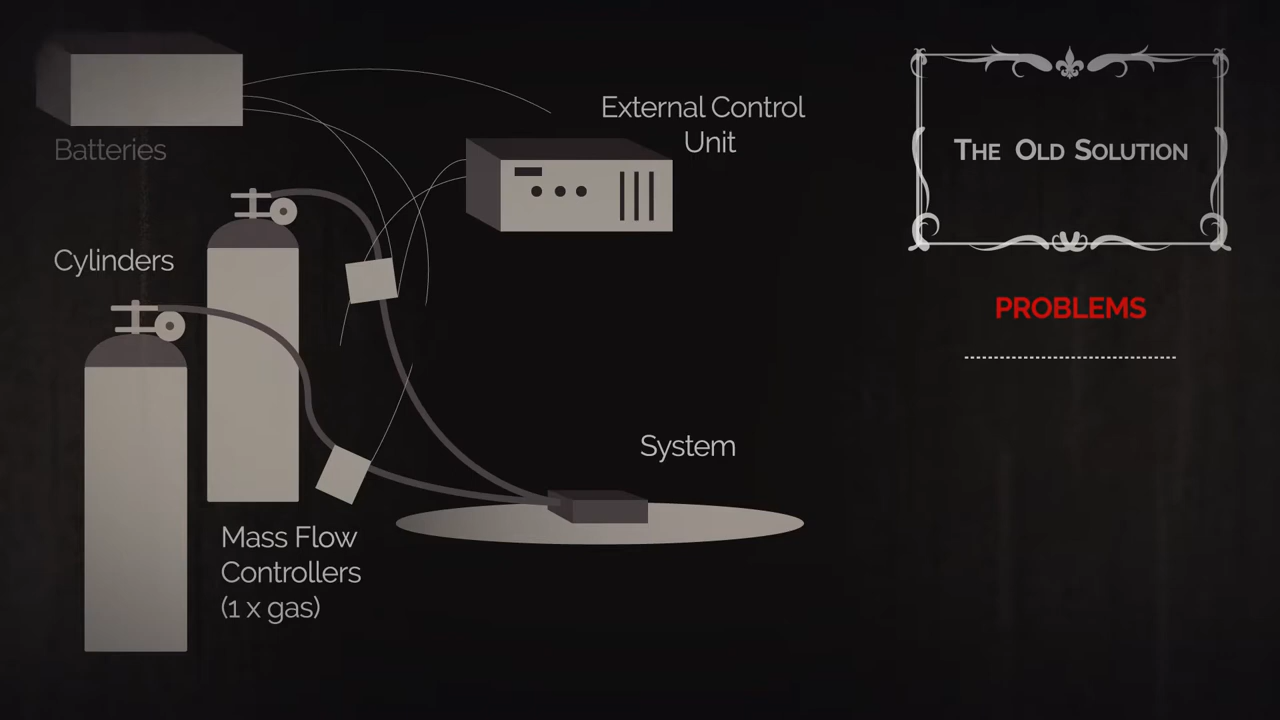 Batteries
External Control
Unit
Cylinders
System
Mass Flow
Controllers
(1 x gas)
The Old Solution
PROBLEMS